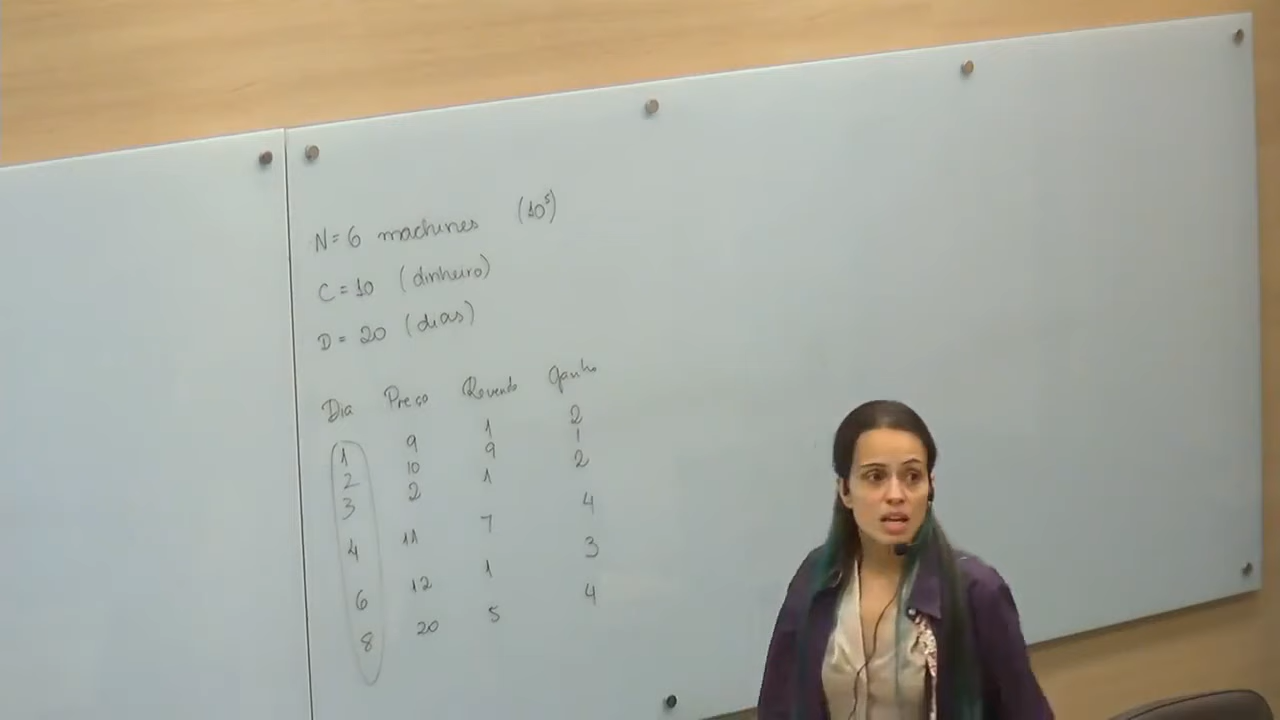 N=6 machines (10⁵)
C=10 (dinheiro)
D=20 (dias)
Dia Preço Revenda Ganho
1 9 1 2
2 10 9 1
3 2 1 2
4 11 7 4
6 12 1 3
8 20 5 4